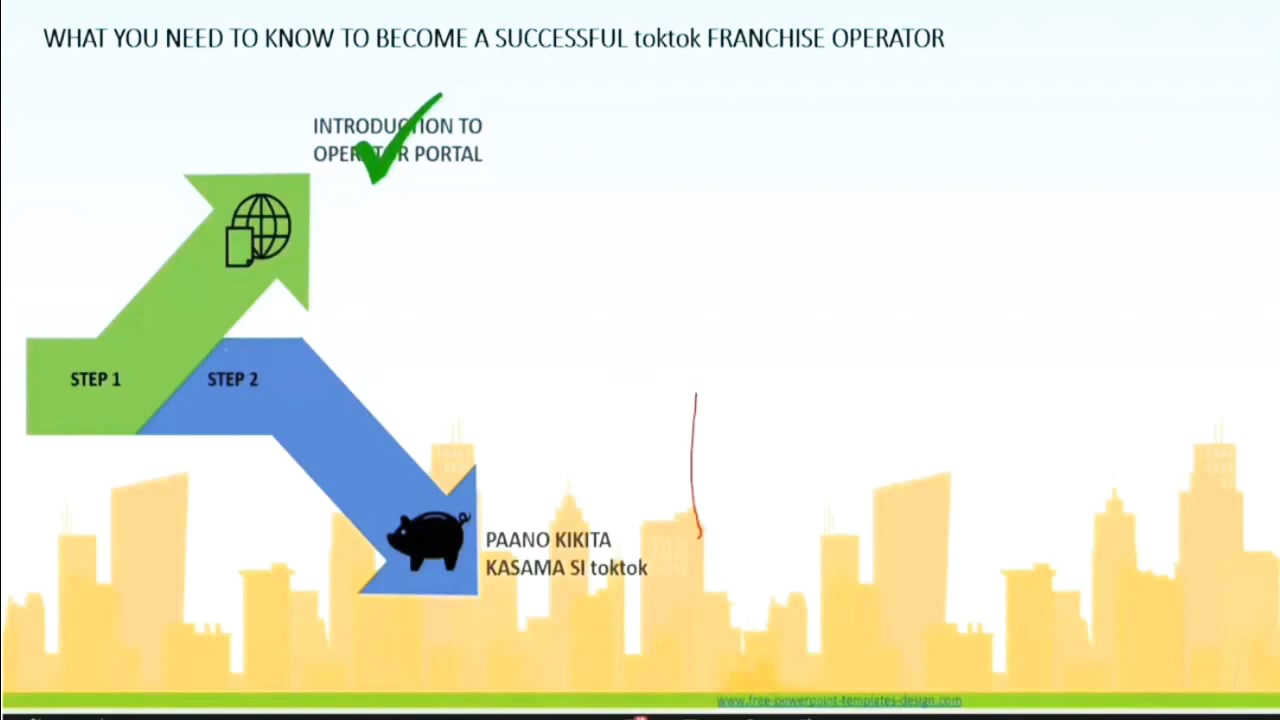 WHAT YOU NEED TO KNOW TO BECOME A SUCCESSFUL toktok FRANCHISE OPERATOR
INTRODUCTION TO
OPERATOR PORTAL
STEP 1
STEP 2
PAANO KIKITA
KASAMA SI toktok
www.free-powerpoint-templates-design.com